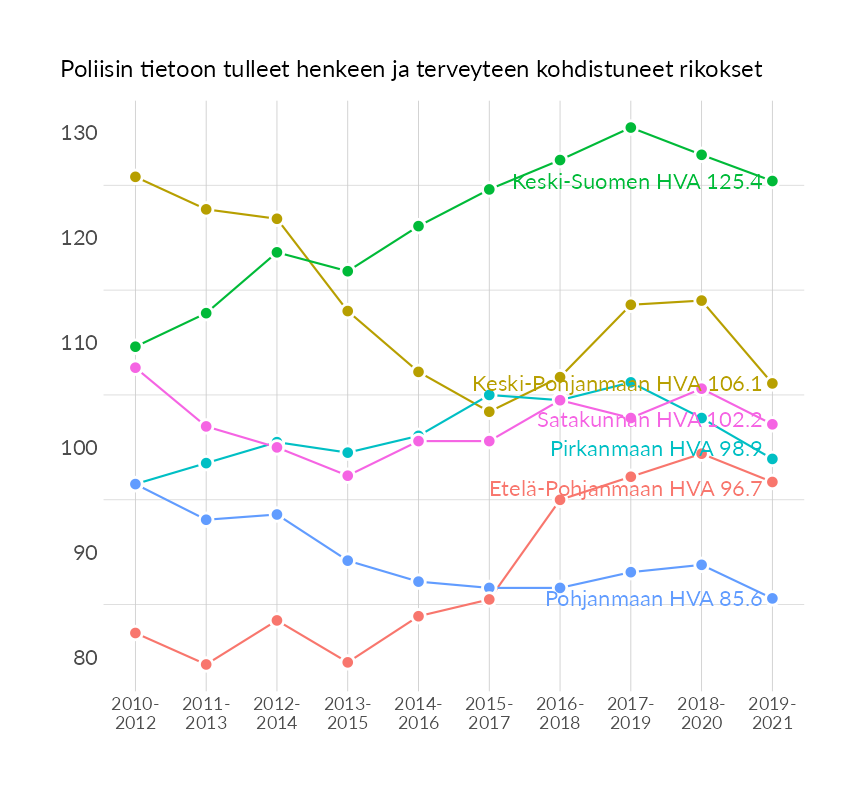 Poliisin tietoon tulleet henkeen ja terveyteen kohdistuneet rikokset
130
120
110
100
90
80
Keski-Suomen HVA 125.4
Keski-Pohjanmaan HVA 106.1
Satakunnan HVA 102.2
Pirkanmaan HVA 98.9
Etelä-Pohjanmaan HVA 96.7
Pohjanmaan HVA 85.6
2010- 2011- 2012- 2013- 2014- 2015- 2016- 2017- 2018- 2019-
2012 2013 2014 2015 2016 2017 2018 2019 2020 2021